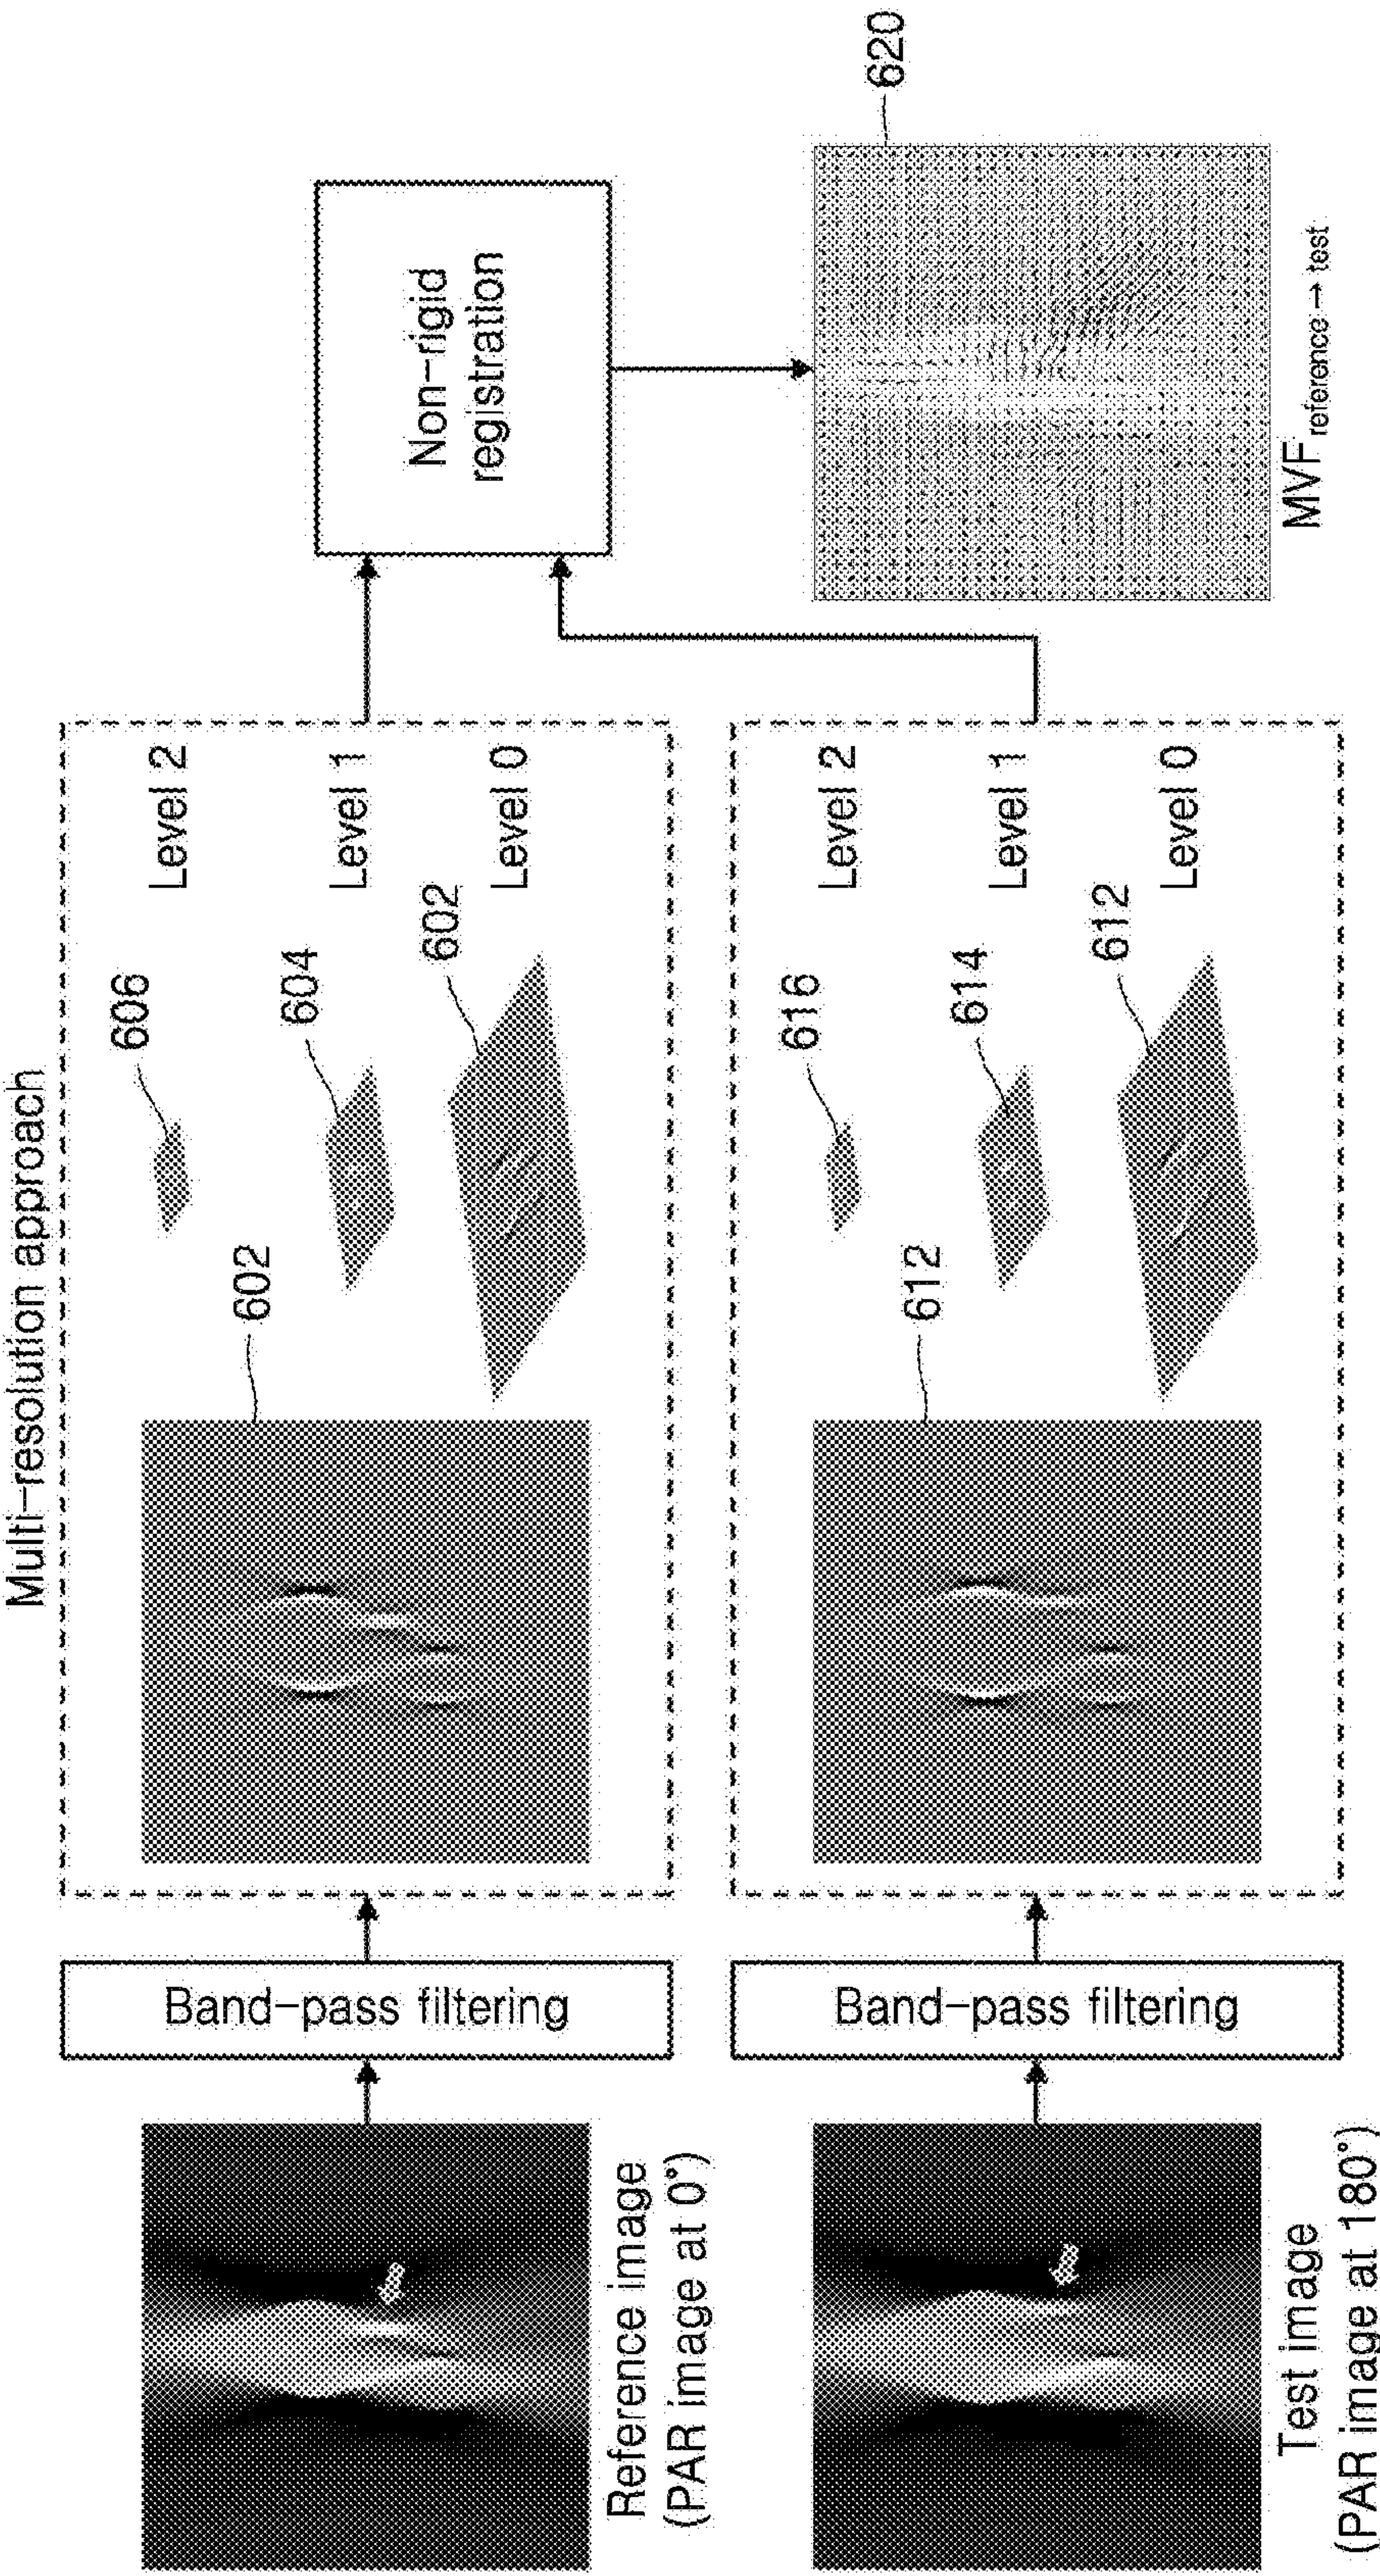 Multi-resolution approach
Reference image
(PAR image at 0°)
Band-pass filtering
602
606
604
602
Level 2
Level 1
Level 0
Non-rigid
registration
Test image
(PAR image at 180°)
Band-pass filtering
612
616
614
612
Level 2
Level 1
Level 0
620
MVF reference → test